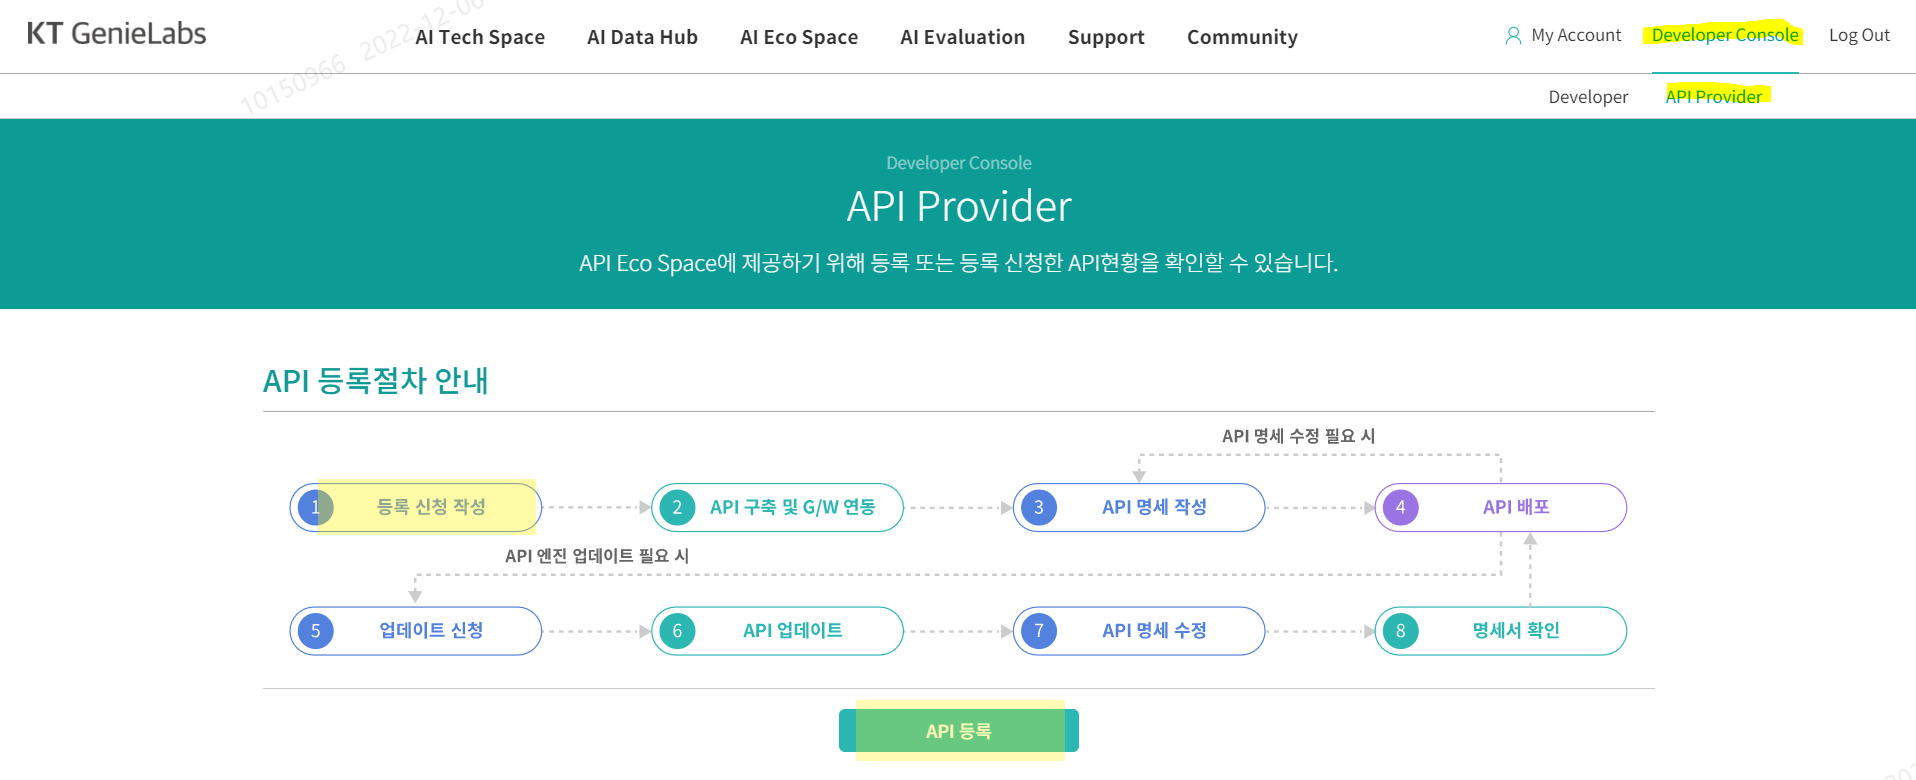 KT GenieLabs
AI Tech Space AI Data Hub AI Eco Space AI Evaluation Support Community
My Account Developer Console Log Out
10150966 2022-12-06
Developer API Provider
Developer Console
API Provider
API Eco Space에 제공하기 위해 등록 또는 등록 신청한 API현황을 확인할 수 있습니다.
API 등록절차 안내
API 명세 수정 필요 시
1 등록 신청 작성 2 API 구축 및 G/W 연동 3 API 명세 작성 4 API 배포
API 엔진 업데이트 필요 시
5 업데이트 신청 6 API 업데이트 7 API 명세 수정 8 명세서 확인
API 등록